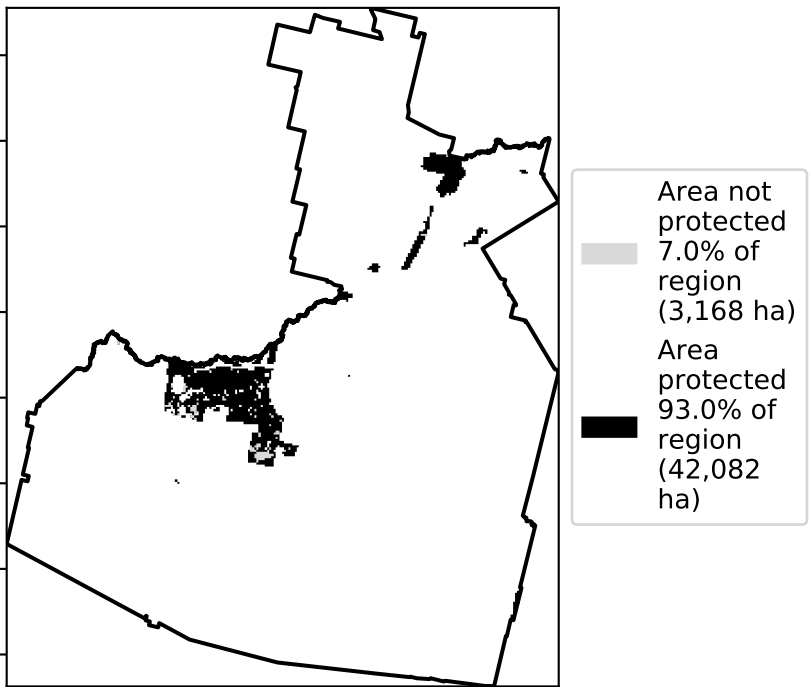 Area not
protected
7.0% of
region
(3,168 ha)
Area
protected
93.0% of
region
(42,082
ha)